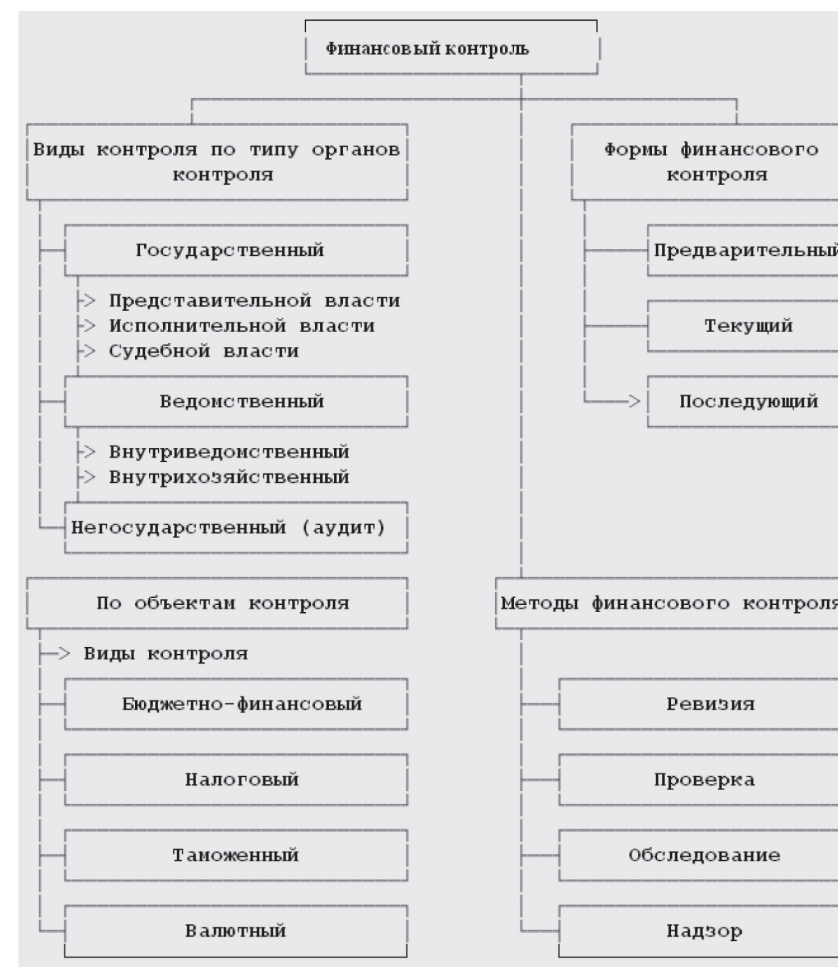 Финансовый контроль
Виды контроля по типу органов
контроля
Государственный
> Представительной власти
> Исполнительной власти
> Судебной власти
Ведомственный
> Внутриведомственный
> Внутрихозяйственный
Негосударственный (аудит)
Формы финансового
контроля
Предварительный
Текущий
> Последующий
По объектам контроля
> Виды контроля
Бюджетно-финансовый
Налоговый
Таможенный
Валютный
Методы финансового контроля
Ревизия
Проверка
Обследование
Надзор